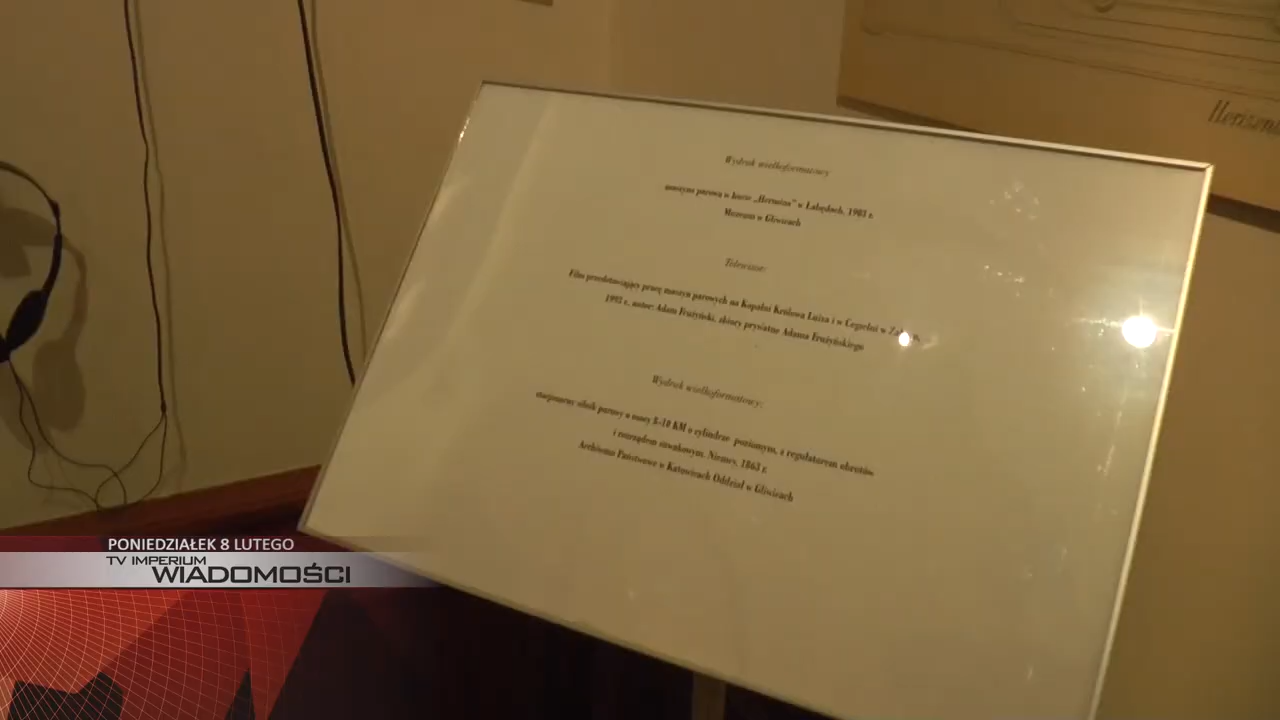 Wydruk wielkoformatowy
maszyna parowa w hucie „Hermina” w Łabędach, 1903 r.
Muzeum w Gliwicach
Telewizor:
Film przedstawiający pracę maszyn parowych na Kopalni Królowa Luiza i w Cegielni w
1992 r., autor: Adam Frużyński, zbiory prywatne Adama Frużyńskiego
Wydruk wielkoformatowy:
stacjonarny silnik parowy o mocy 8-10 KM o cylindrze poziomym, z regulatorem obrotów
i rozrządem suwakowym, Niemcy, 1863 r.
Archiwum Państwowe w Katowicach Oddział w Gliwicach
PONIEDZIAŁEK 8 LUTEGO
TV IMPERIUM
WIADOMOŚCI